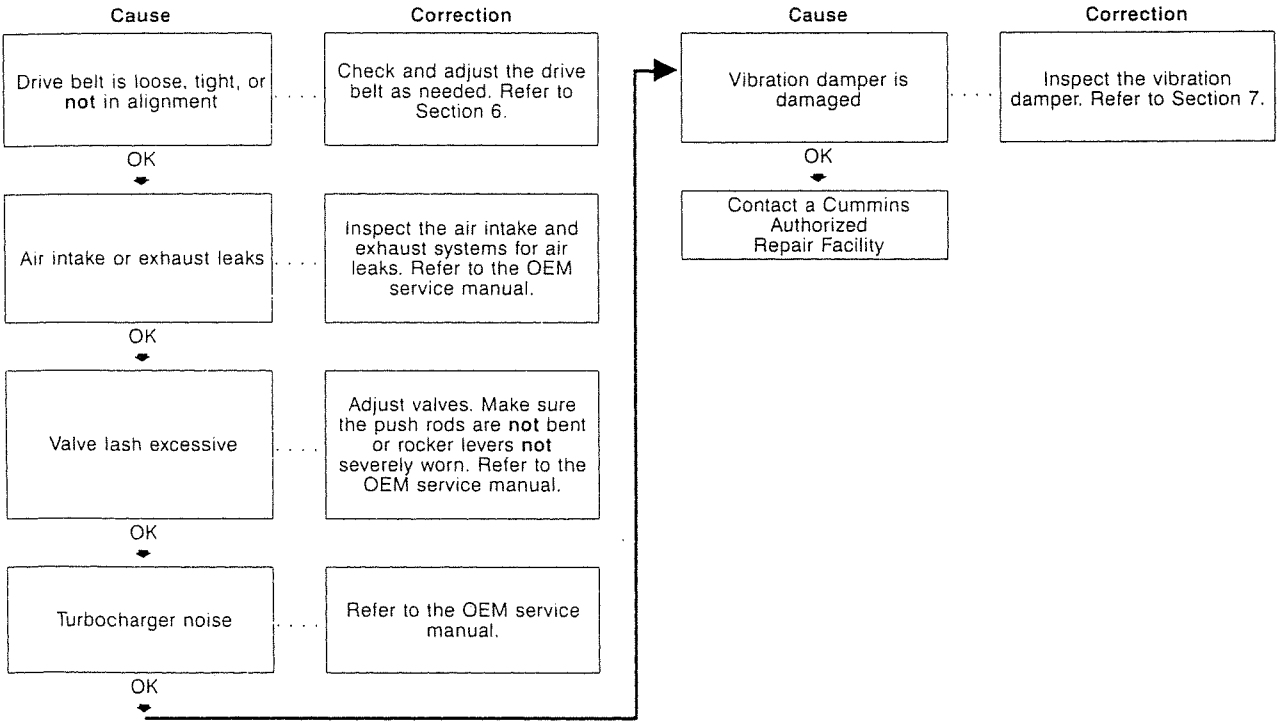 Cause
Correction
Drive belt is loose, tight, or
not in alignment
. . . .
Check and adjust the drive
belt as needed. Refer to
Section 6.
OK
Air intake or exhaust leaks
. . . .
Inspect the air intake and
exhaust systems for air
leaks. Refer to the OEM
service manual.
OK
Valve lash excessive
. . . .
Adjust valves. Make sure
the push rods are not bent
or rocker levers not
severely worn. Refer to the
OEM service manual.
OK
Turbocharger noise
. . . .
Refer to the OEM service
manual.
OK
Cause
Correction
Vibration damper is
damaged
. . . .
Inspect the vibration
damper. Refer to Section 7.
OK
Contact a Cummins
Authorized
Repair Facility